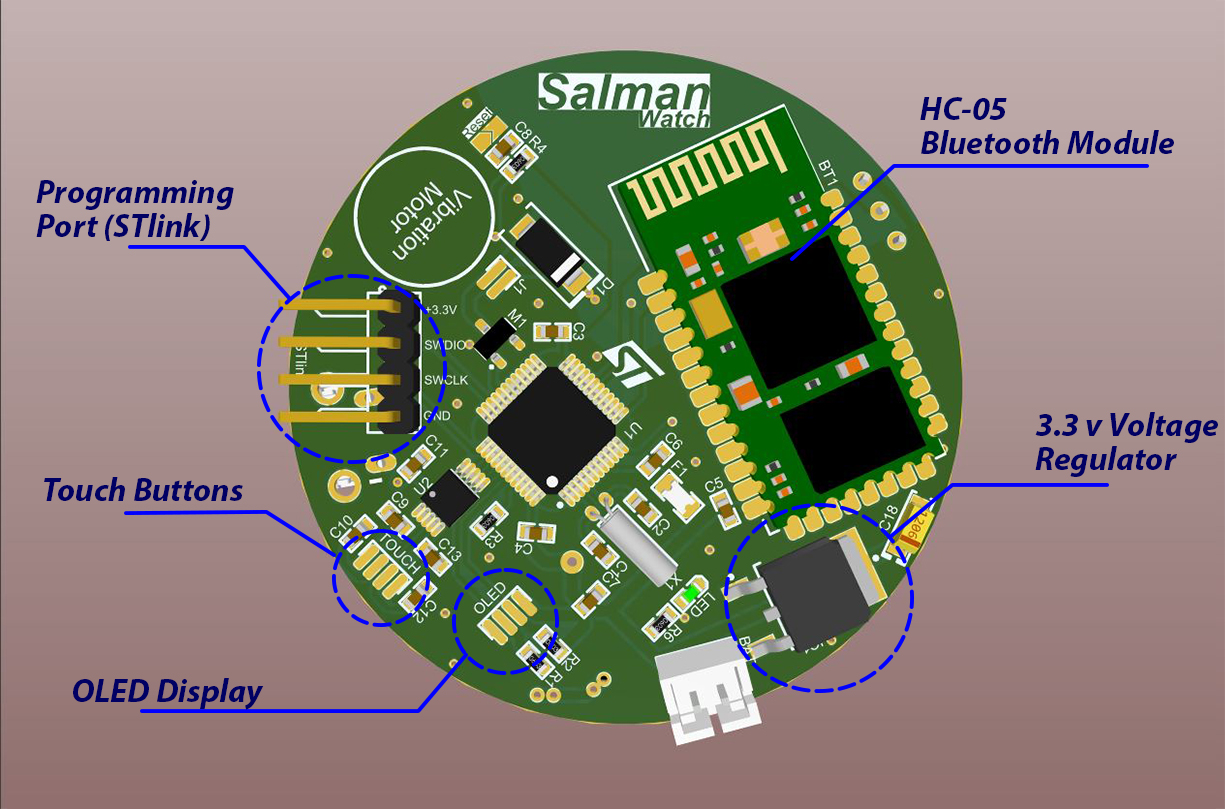 Salman
Watch
HC-05
Bluetooth Module
Programming
Port (STlink)
Reset
C8
R4
Vibration
Motor
BT1
D1
J1
+3.3V
SWDIO
SWCLK
GND
STlink
M1
C3
ST
U1
3.3 v Voltage
Regulator
C11
U2
C6
F1
C5
C2
C18
Touch Buttons
C9
C10
R3
C4
TOUCH
C13
C12
X1
LED
R6
OLED
R2
R1
OLED Display